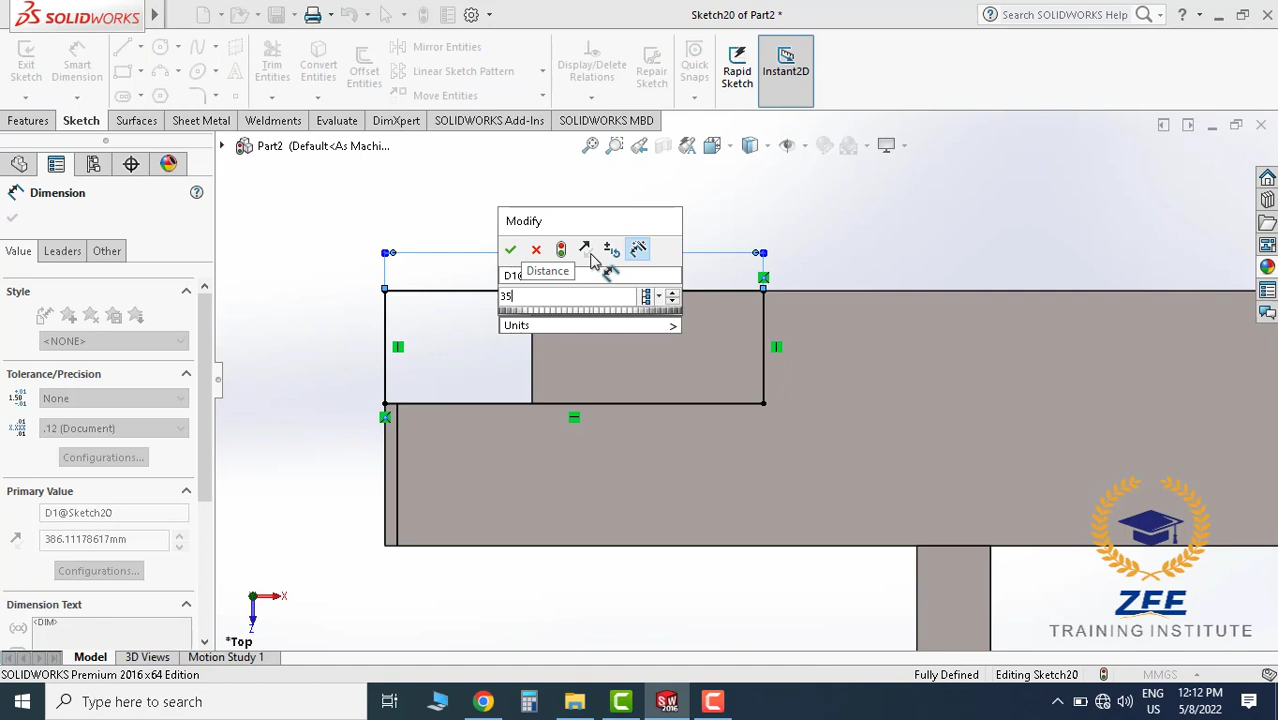 SOLIDWORKS
Sketch20 of Part2 *
Search SOLIDWORKS Help
Exit Sketch
Smart Dimension
Trim Entities
Convert Entities
Offset Entities
Mirror Entities
Linear Sketch Pattern
Move Entities
Display/Delete Relations
Repair Sketch
Quick Snaps
Rapid Sketch
Instant2D
Features
Sketch
Surfaces
Sheet Metal
Weldments
Evaluate
DimXpert
SOLIDWORKS Add-Ins
SOLIDWORKS MBD
Part2 (Default<As Machi...
Dimension
Value
Leaders
Other
Style
<NONE>
Tolerance/Precision
None
.12 (Document)
Configurations...
Primary Value
D1@Sketch20
386.11178617mm
Configurations...
Dimension Text
<DIM>
Modify
D1@
Distance
35
Units >
X
Z
*Top
ZEE
TRAINING INSTITUTE
Model
3D Views
Motion Study 1
SOLIDWORKS Premium 2016 x64 Edition
Fully Defined
Editing Sketch20
MMGS
Type here to search
SW
2016
ENG
US
12:12 PM
5/8/2022